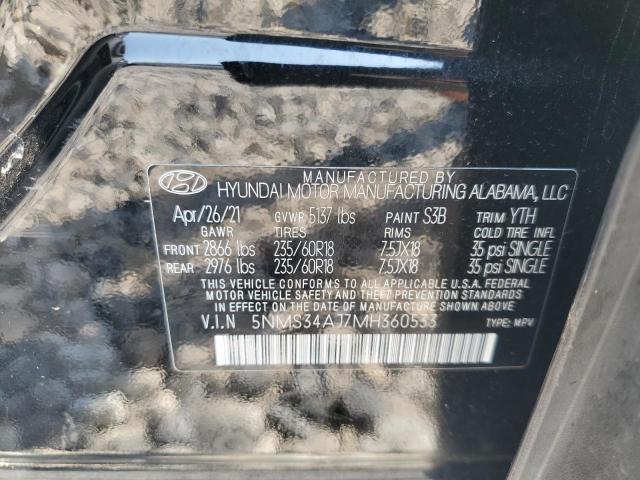 MANUFACTURED BY
HYUNDAI MOTOR MANUFACTURING ALABAMA, LLC
Apr/26/21 GVWR 5137 lbs PAINT S3B TRIM YTH
GAWR TIRES RIMS COLD TIRE INFL
FRONT 2866 lbs 235/60R18 7.5JX18 35 psi SINGLE
REAR 2976 lbs 235/60R18 7.5JX18 35 psi SINGLE
THIS VEHICLE CONFORMS TO ALL APPLICABLE U.S.A. FEDERAL
MOTOR VEHICLE SAFETY, BUMPER, AND THEFT PREVENTION STANDARDS
IN EFFECT ON THE DATE OF MANUFACTURE SHOWN ABOVE.
V.I.N 5NMS34AJ7MH360533 TYPE: MPV